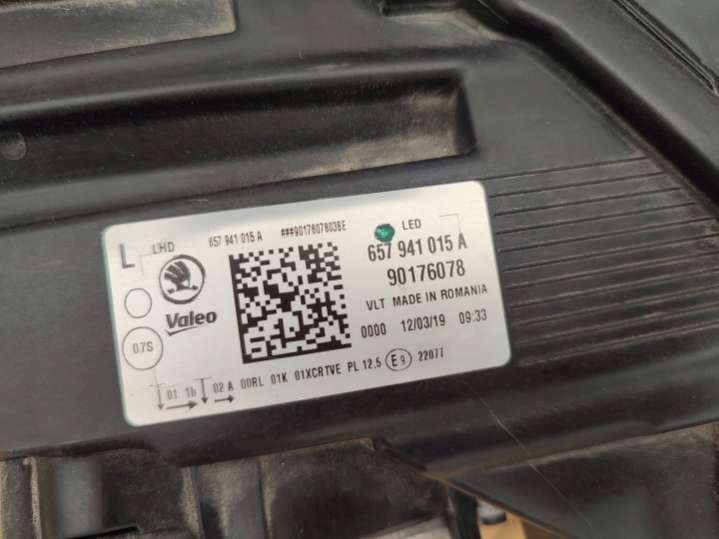 L LHD 657 941 015 A ###9017607803BE LED
657 941 015 A
90176078
Valeo
VLT MADE IN ROMANIA
07S
0000 12/03/19 09:33
01 1b 02 A 00RL 01K 01XCRTVE PL 12.5 E9 22077